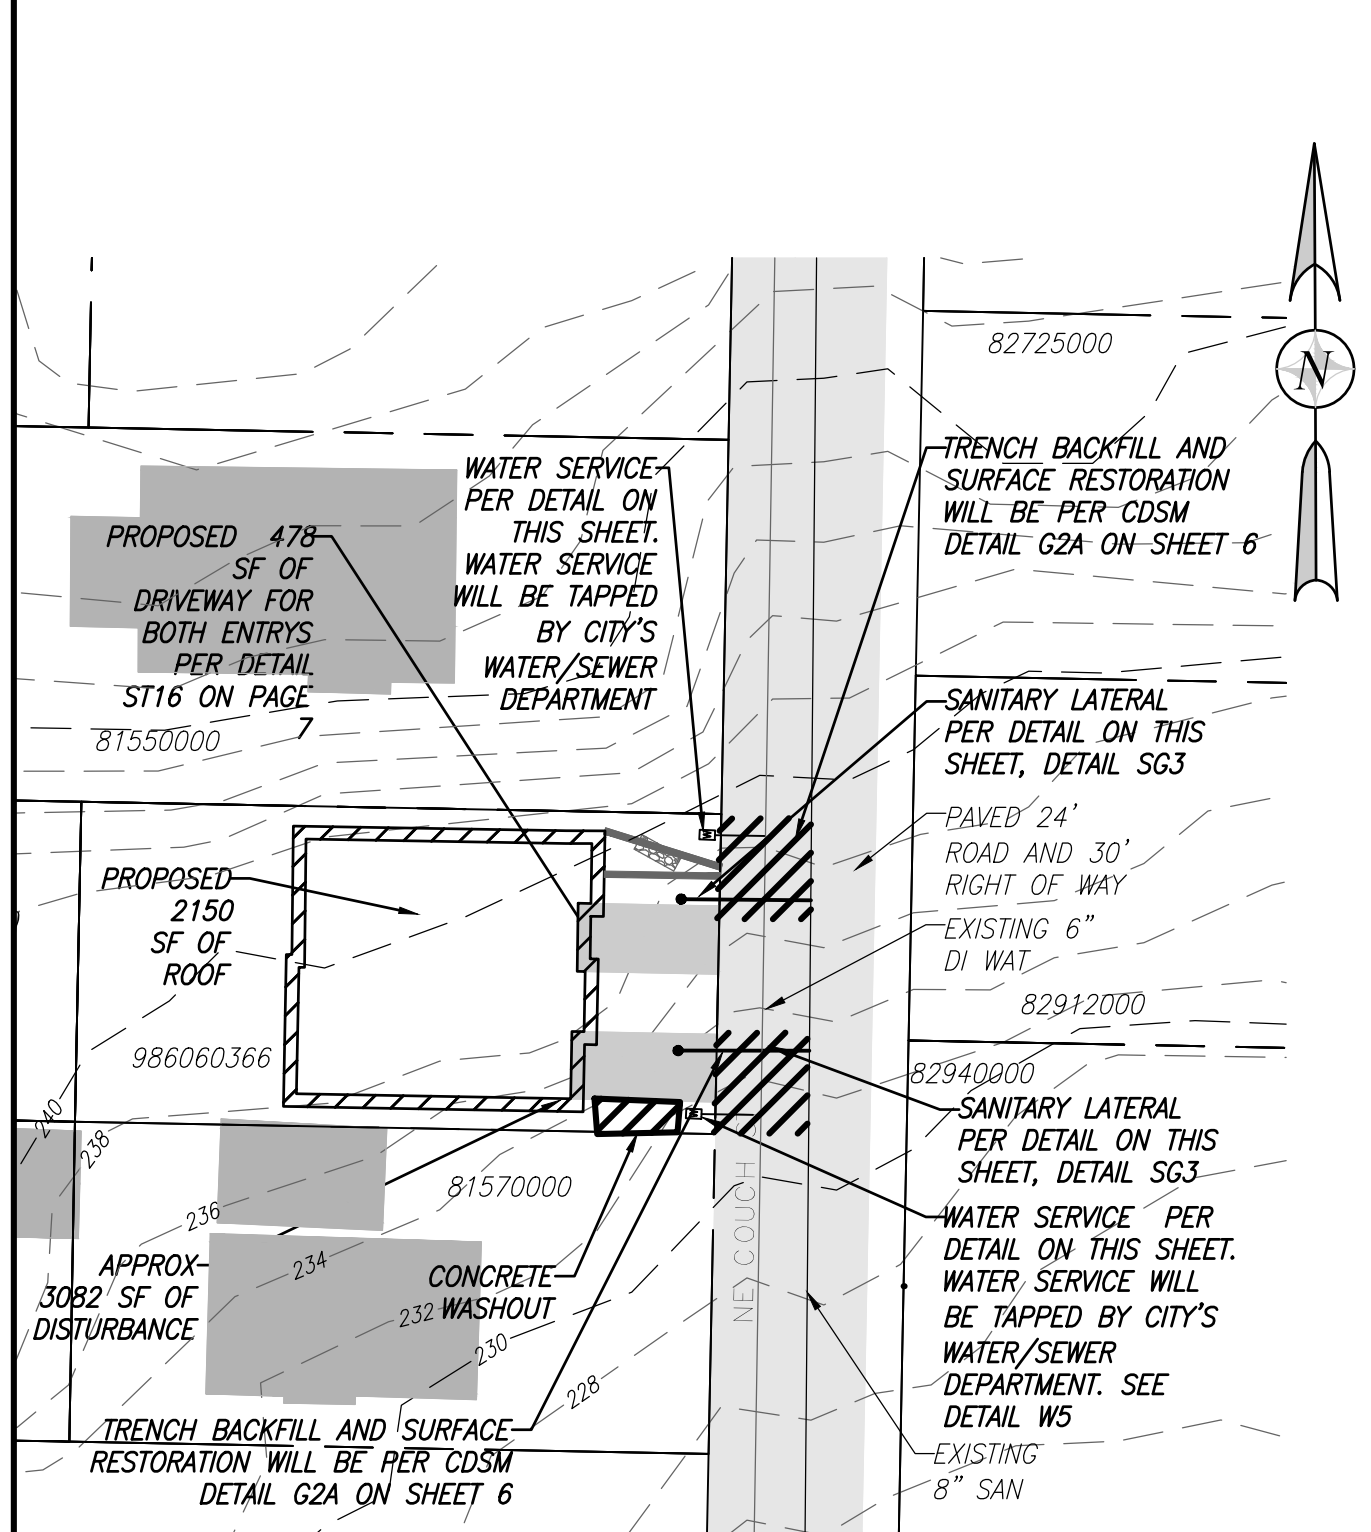 82725000
N
WATER SERVICE
PER DETAIL ON
THIS SHEET.
WATER SERVICE
WILL BE TAPPED
BY CITY'S
WATER/SEWER
DEPARTMENT
TRENCH BACKFILL AND
SURFACE RESTORATION
WILL BE PER CDSM
DETAIL G2A ON SHEET 6
PROPOSED 478
SF OF
DRIVEWAY FOR
BOTH ENTRYS
PER DETAIL
ST16 ON PAGE
7
81550000
SANITARY LATERAL
PER DETAIL ON THIS
SHEET, DETAIL SG3
PAVED 24'
ROAD AND 30'
RIGHT OF WAY
PROPOSED
2150
SF OF
ROOF
EXISTING 6"
DI WAT
82912000
986060366
82940000
240
238
236
234
232
230
228
81570000
SANITARY LATERAL
PER DETAIL ON THIS
SHEET, DETAIL SG3
NE COUCH
WATER SERVICE PER
DETAIL ON THIS SHEET.
WATER SERVICE WILL
BE TAPPED BY CITY'S
WATER/SEWER
DEPARTMENT. SEE
DETAIL W5
APPROX
3082 SF OF
DISTURBANCE
CONCRETE
WASHOUT
TRENCH BACKFILL AND SURFACE
RESTORATION WILL BE PER CDSM
DETAIL G2A ON SHEET 6
EXISTING
8" SAN